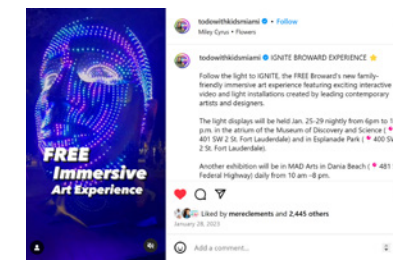 FREE
Immersive
Art Experience
todowithkidsmiami • Follow
Miley Cyrus • Flowers
todowithkidsmiami IGNITE BROWARD EXPERIENCE
Follow the light to IGNITE, the FREE Broward's new family-
friendly immersive art experience featuring exciting interactive
video and light installations created by leading contemporary
artists and designers.
The light displays will be held Jan. 25-29 nightly from 6pm to
p.m. in the atrium of the Museum of Discovery and Science (
401 SW 2 St. Fort Lauderdale) and in Esplanade Park ( 400
2 St. Fort Lauderdale).
Another exhibition will be in MAD Arts in Dania Beach ( 481
Federal Highway) daily from 10 am -8 pm.
Liked by mereclements and 2,445 others
January 28, 2023
Add a comment...